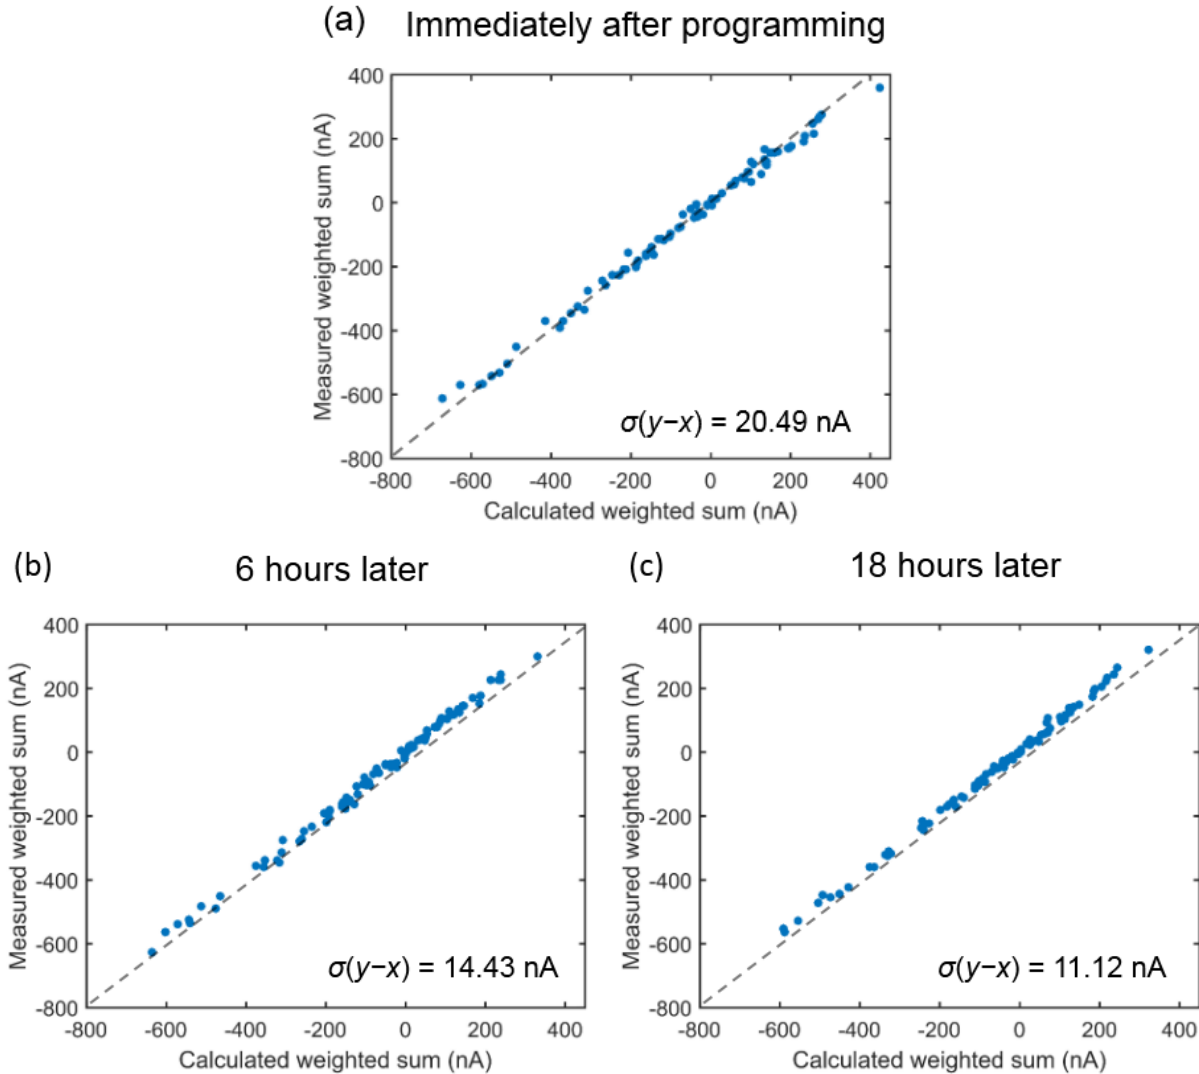 (a) Immediately after programming
Measured weighted sum (nA)
400
200
0
-200
-400
-600
-800
σ(y−x) = 20.49 nA
-800 -600 -400 -200 0 200 400
Calculated weighted sum (nA)
(b) 6 hours later
Measured weighted sum (nA)
400
200
0
-200
-400
-600
-800
σ(y−x) = 14.43 nA
-800 -600 -400 -200 0 200 400
Calculated weighted sum (nA)
(c) 18 hours later
Measured weighted sum (nA)
400
200
0
-200
-400
-600
-800
σ(y−x) = 11.12 nA
-800 -600 -400 -200 0 200 400
Calculated weighted sum (nA)